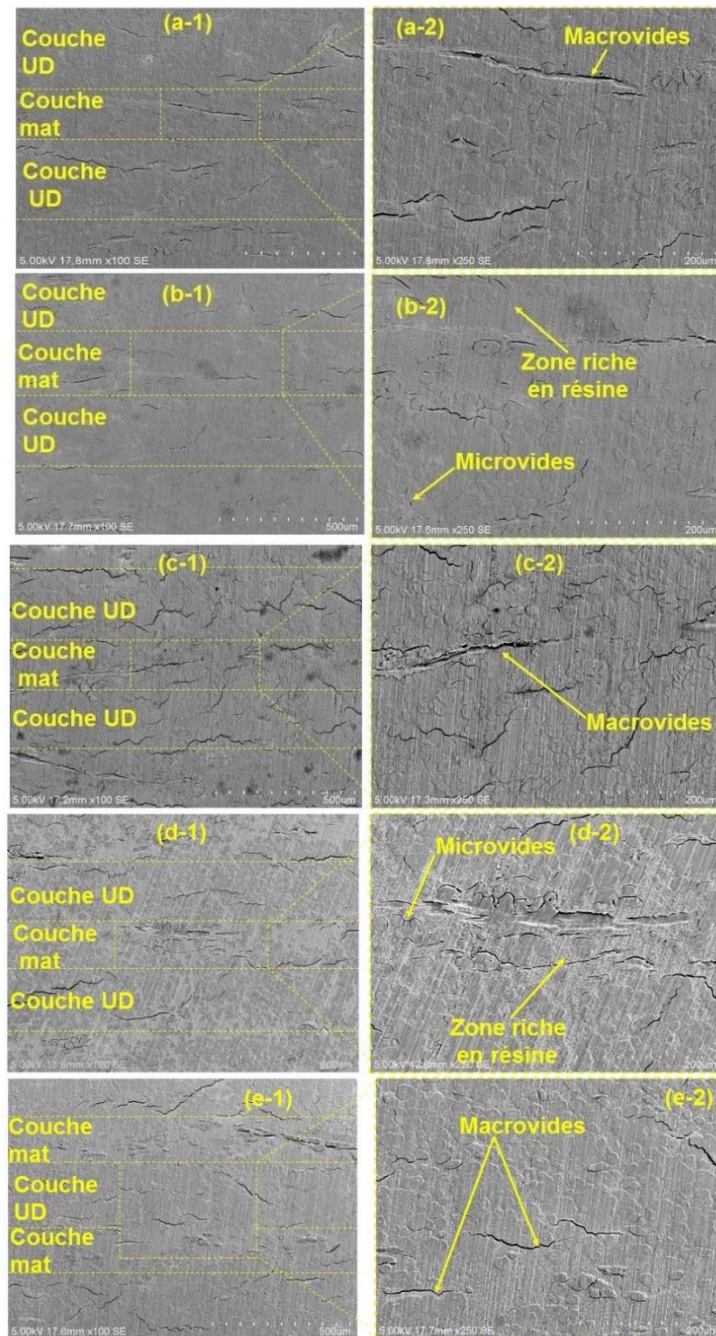 (a-1)
Couche
UD
Couche
mat
Couche
UD
5.00kV 17.8mm x100 SE
(a-2)
Macrovides
5.00kV 17.8mm x250 SE
200um
(b-1)
Couche
UD
Couche
mat
Couche
UD
5.00kV 17.7mm x100 SE
500um
(b-2)
Zone riche
en résine
Microvides
5.00kV 17.6mm x250 SE
200um
(c-1)
Couche UD
Couche
mat
Couche UD
5.00kV 17.2mm x100 SE
500um
(c-2)
Macrovides
5.00kV 17.3mm x250 SE
200um
(d-1)
Couche UD
Couche
mat
Couche UD
500um
(d-2)
Microvides
Zone riche
en résine
200um
(e-1)
Couche
mat
Couche
UD
Couche
mat
5.00kV 17.6mm x100 SE
500um
(e-2)
Macrovides
5.00kV 17.7mm x250 SE
200um